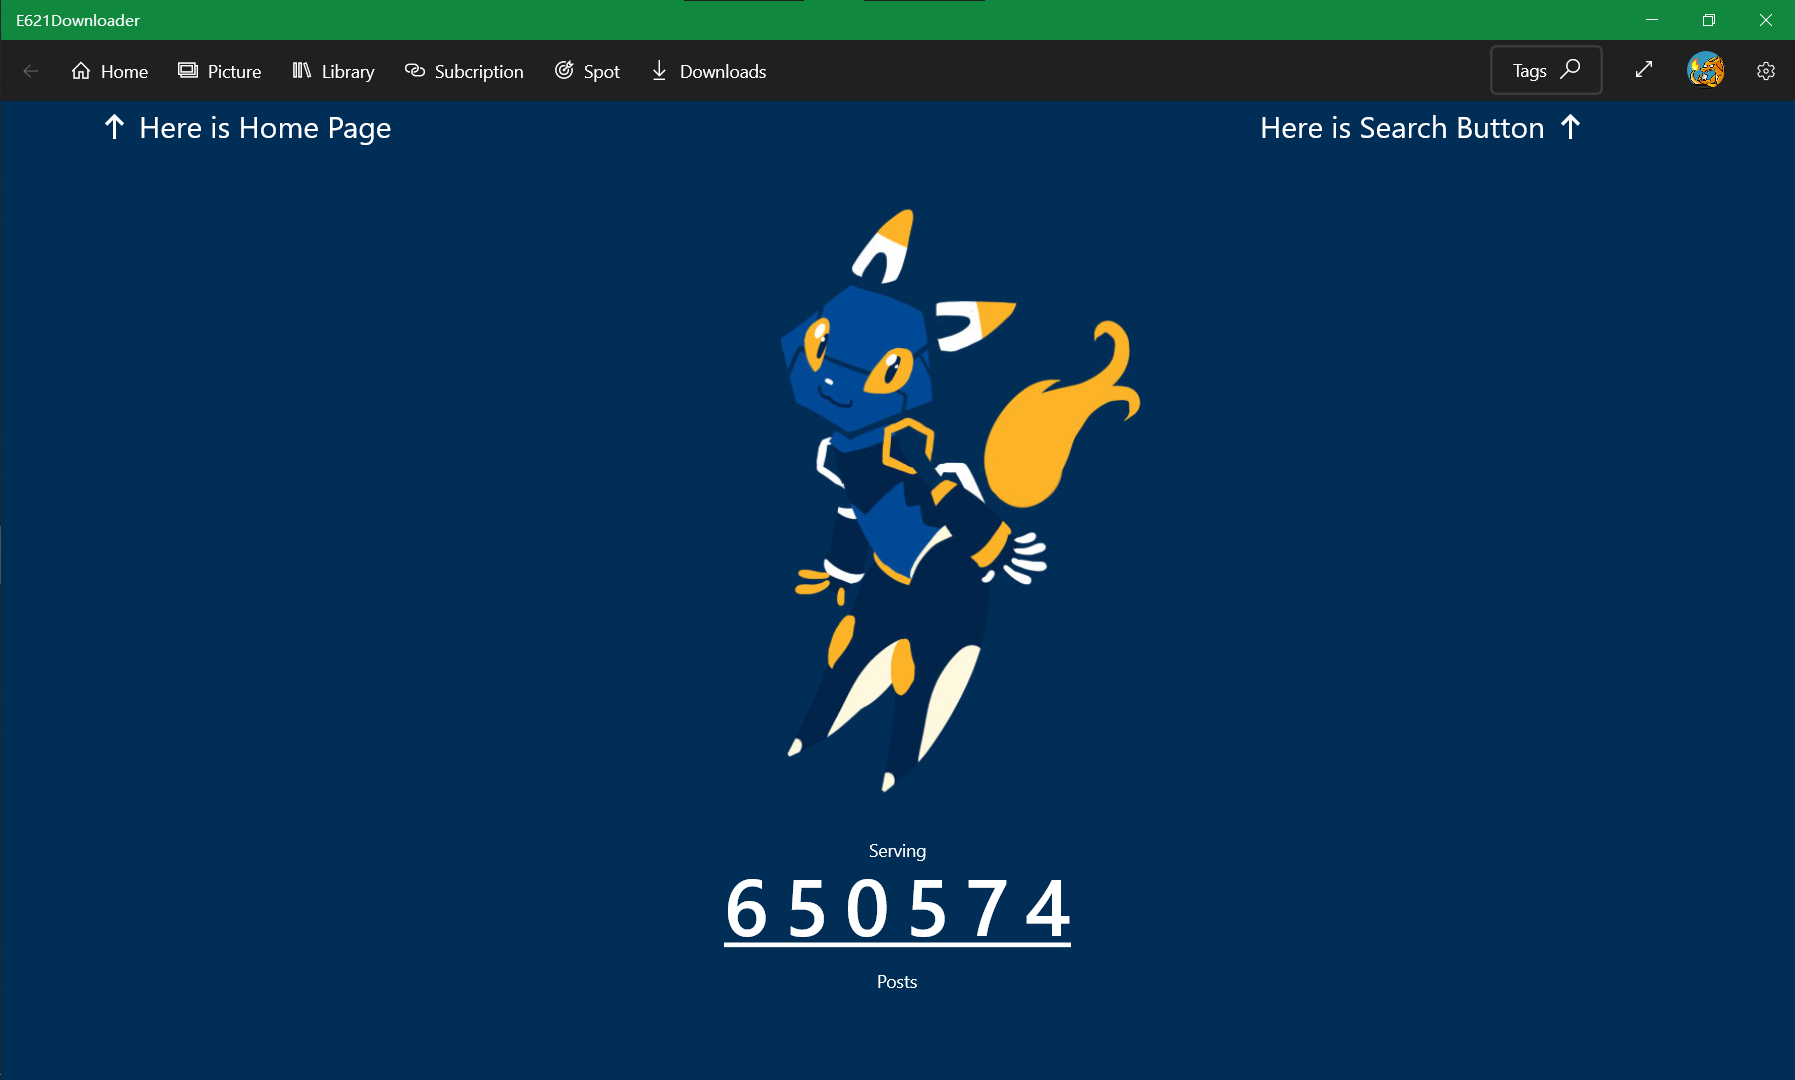 E621Downloader
Home Picture Library Subcription Spot Downloads Tags
Here is Home Page Here is Search Button
Serving
650574
Posts